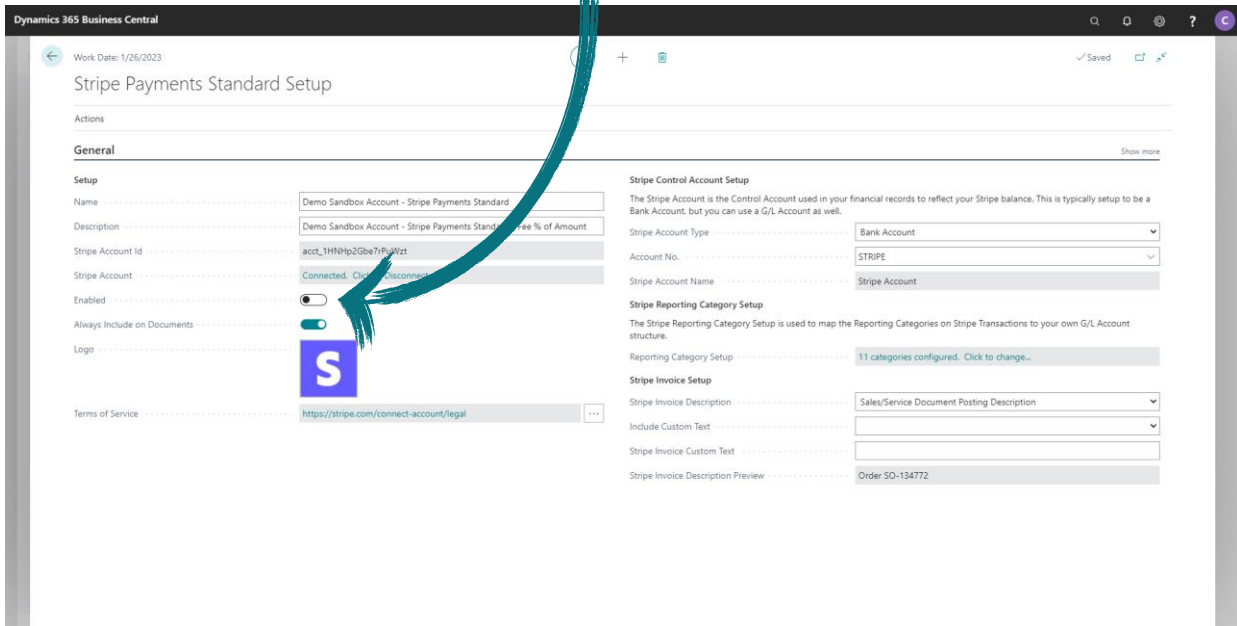 Dynamics 365 Business Central
?
C
Work Date: 1/26/2023
Saved
Stripe Payments Standard Setup
Actions
General
Show more
Setup
Name
Demo Sandbox Account - Stripe Payments Standard
Description
Demo Sandbox Account - Stripe Payments Standard Fee % of Amount
Stripe Account Id
acct_1HNHp2Gbe7rPuWzt
Stripe Account
Connected. Click Disconnect
Enabled
Always Include on Documents
Logo
S
Terms of Service
https://stripe.com/connect-account/legal
...
Stripe Control Account Setup
The Stripe Account is the Control Account used in your financial records to reflect your Stripe balance. This is typically setup to be a
Bank Account, but you can use a G/L Account as well.
Stripe Account Type
Bank Account
Account No.
STRIPE
Stripe Account Name
Stripe Account
Stripe Reporting Category Setup
The Stripe Reporting Category Setup is used to map the Reporting Categories on Stripe Transactions to your own G/L Account
structure.
Reporting Category Setup
11 categories configured. Click to change...
Stripe Invoice Setup
Stripe Invoice Description
Sales/Service Document Posting Description
Include Custom Text
Stripe Invoice Custom Text
Stripe Invoice Description Preview
Order SO-134772